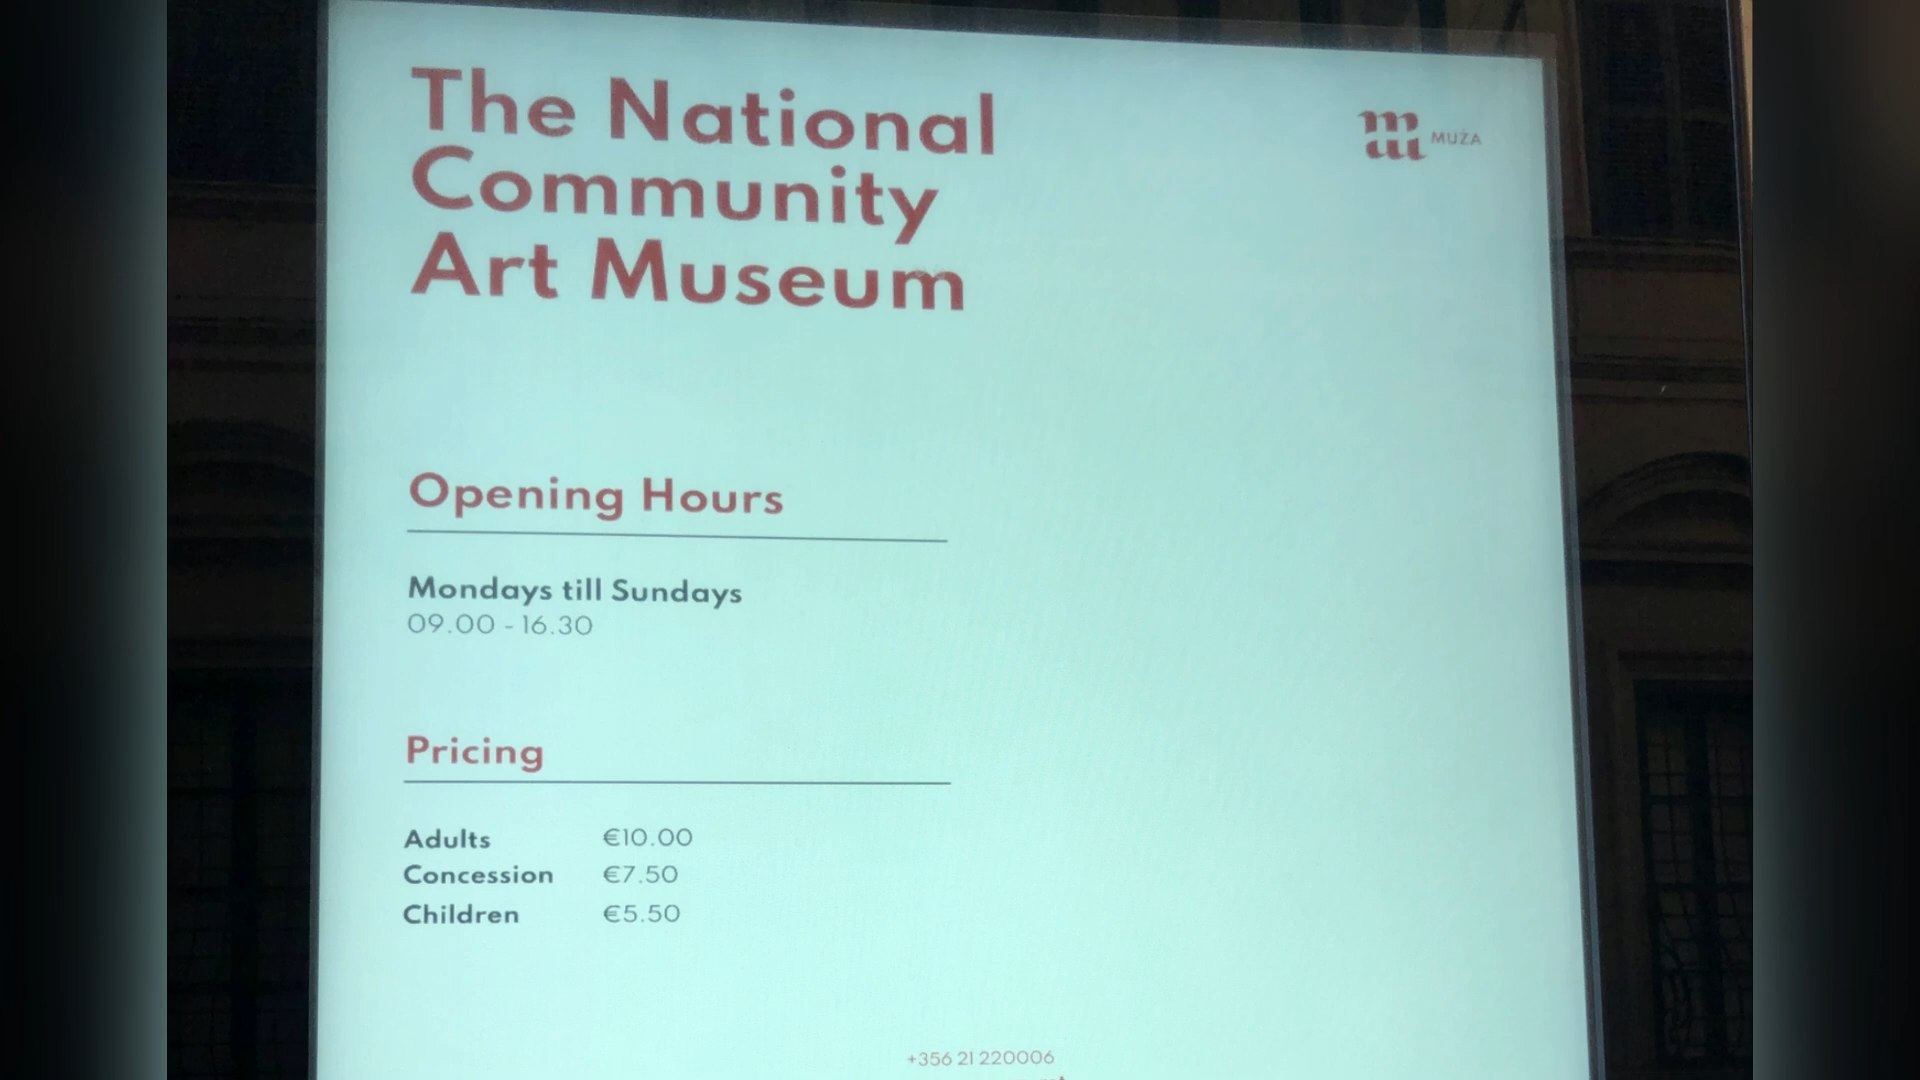 The National
Community
Art Museum
MUŻA
Opening Hours
Mondays till Sundays
09.00 - 16.30
Pricing
Adults €10.00
Concession €7.50
Children €5.50
+356 21 220006